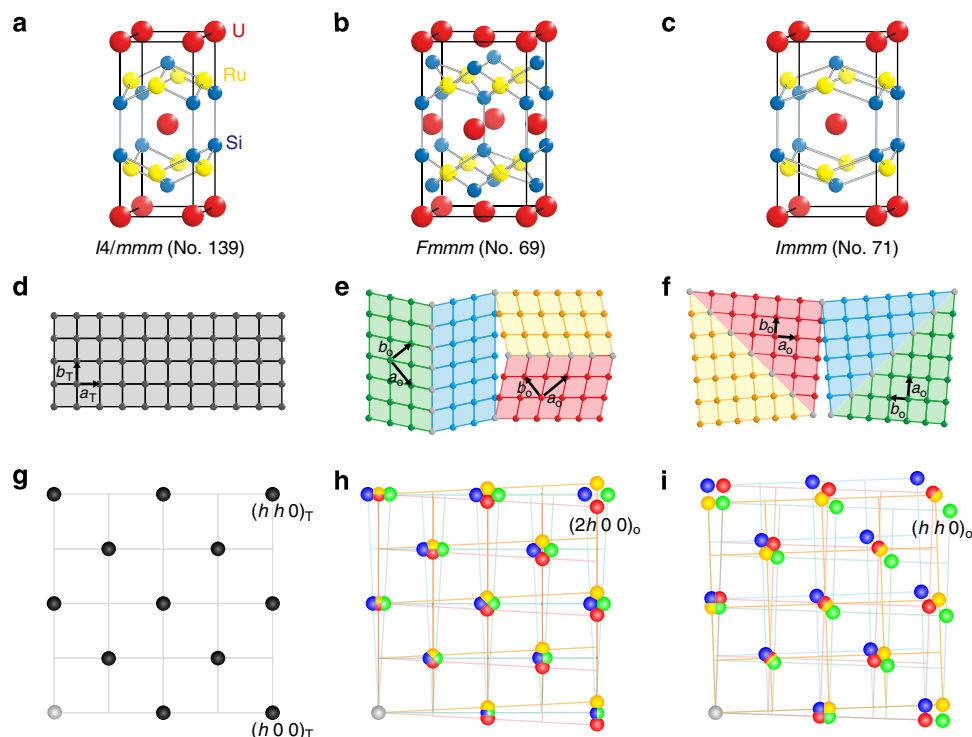 a
b
c
U
Ru
Si
I4/mmm (No. 139)
Fmmm (No. 69)
Immm (No. 71)
d
e
f
bT
aT
bo
ao
bo
ao
bo
ao
ao
bo
g
h
i
(h h 0)T
(2h 0 0)o
(h h 0)o
(h 0 0)T